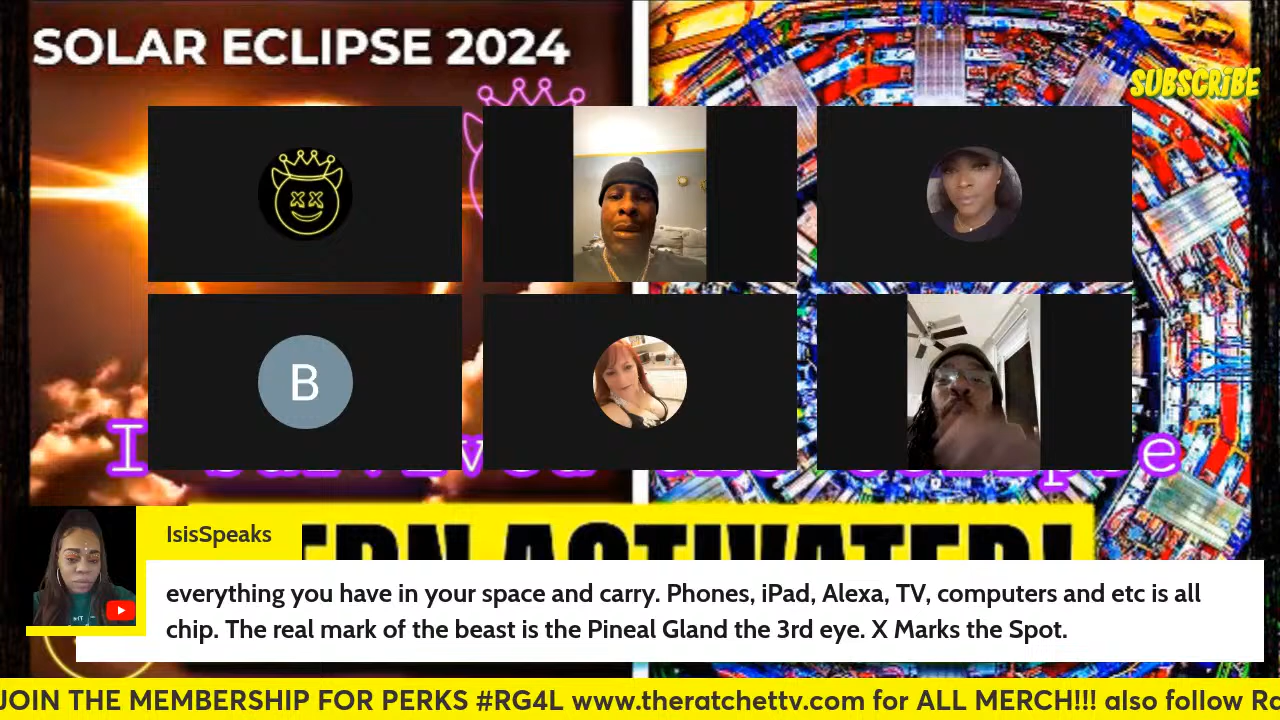 SOLAR ECLIPSE 2024
SUBSCRIBE
B
IsisSpeaks
ACTIVATED!
everything you have in your space and carry. Phones, iPad, Alexa, TV, computers and etc is all
chip. The real mark of the beast is the Pineal Gland the 3rd eye. X Marks the Spot.
JOIN THE MEMBERSHIP FOR PERKS #RG4L www.theratchettv.com for ALL MERCH!!! also follow